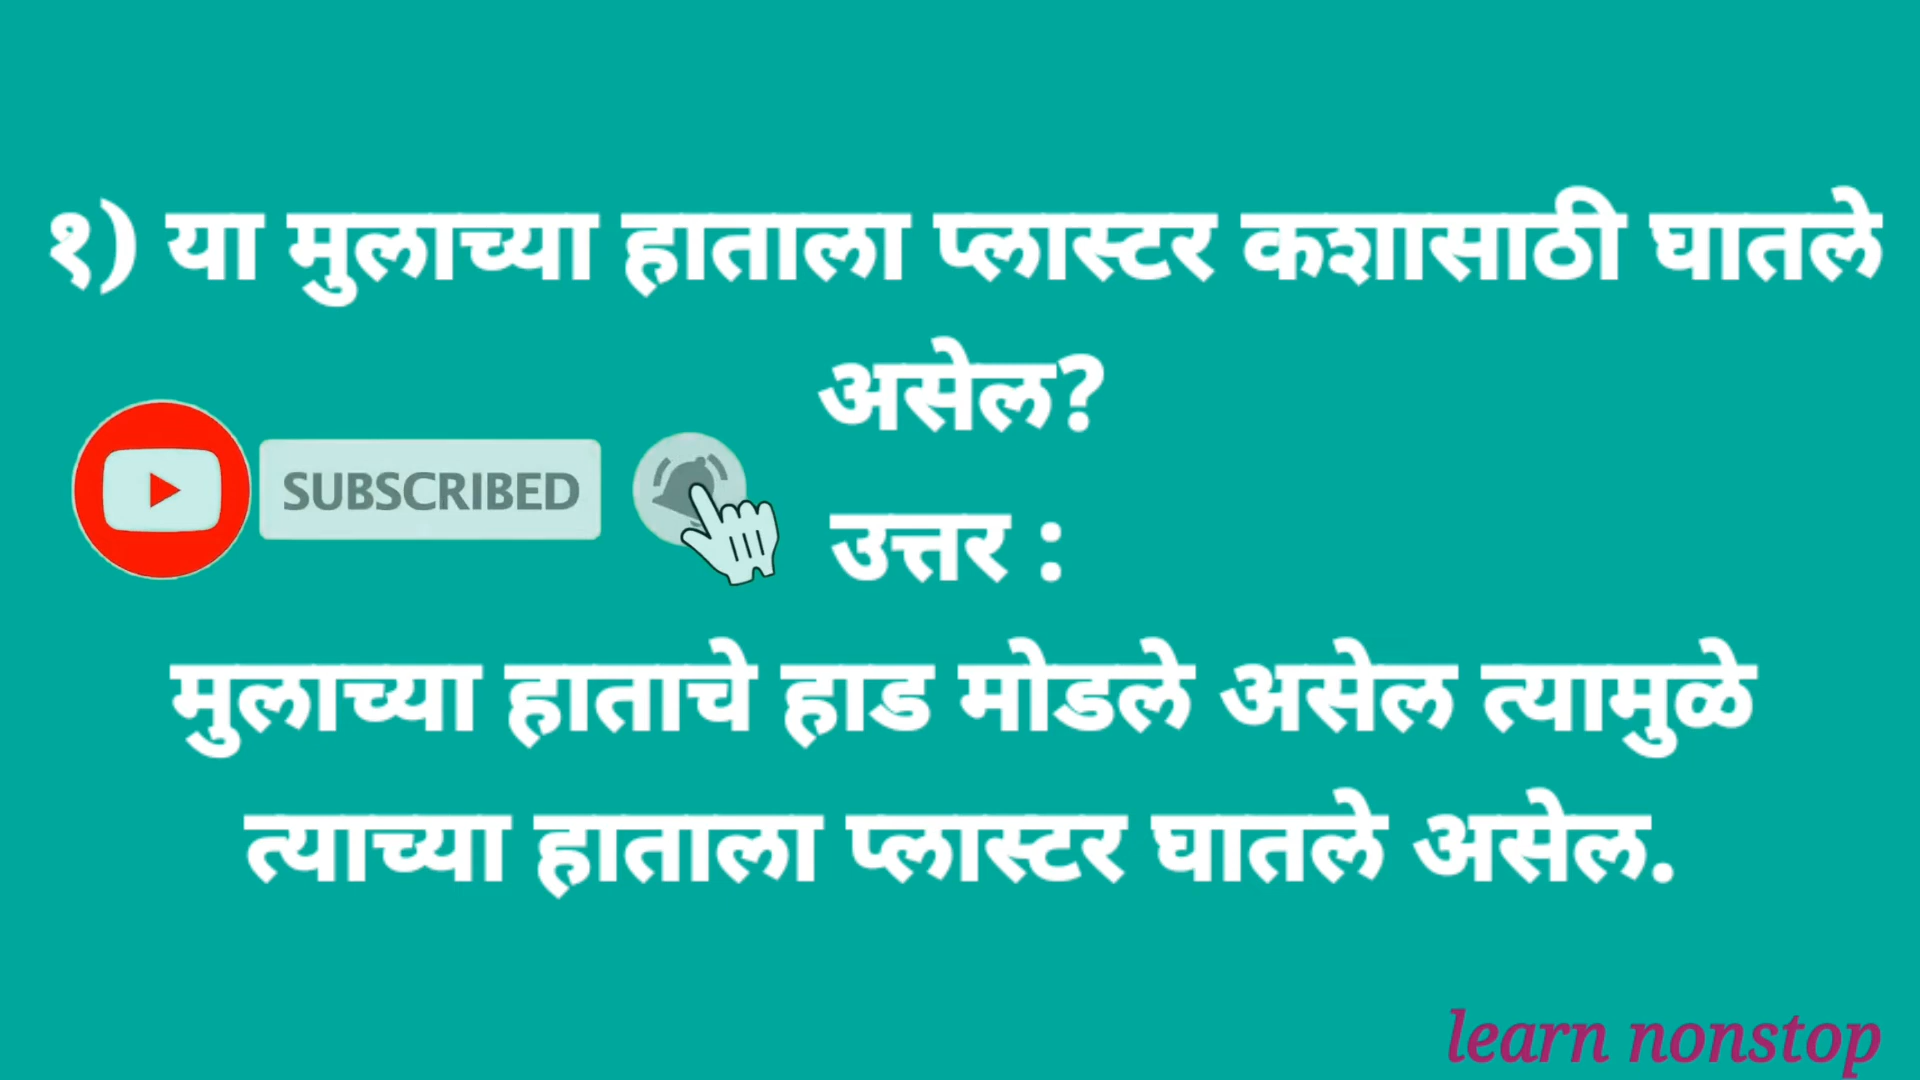 १) या मुलाच्या हाताला प्लास्टर कशासाठी घातले
असेल?
SUBSCRIBED
उत्तर :
मुलाच्या हाताचे हाड मोडले असेल त्यामुळे
त्याच्या हाताला प्लास्टर घातले असेल.
learn nonstop